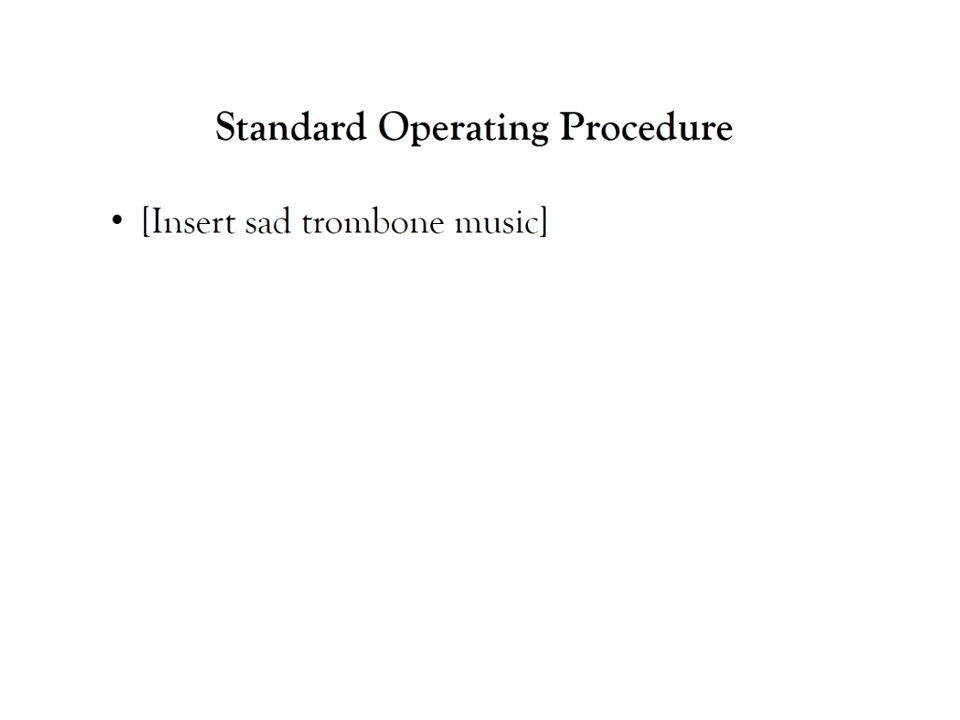 Standard Operating Procedure
• [Insert sad trombone music]